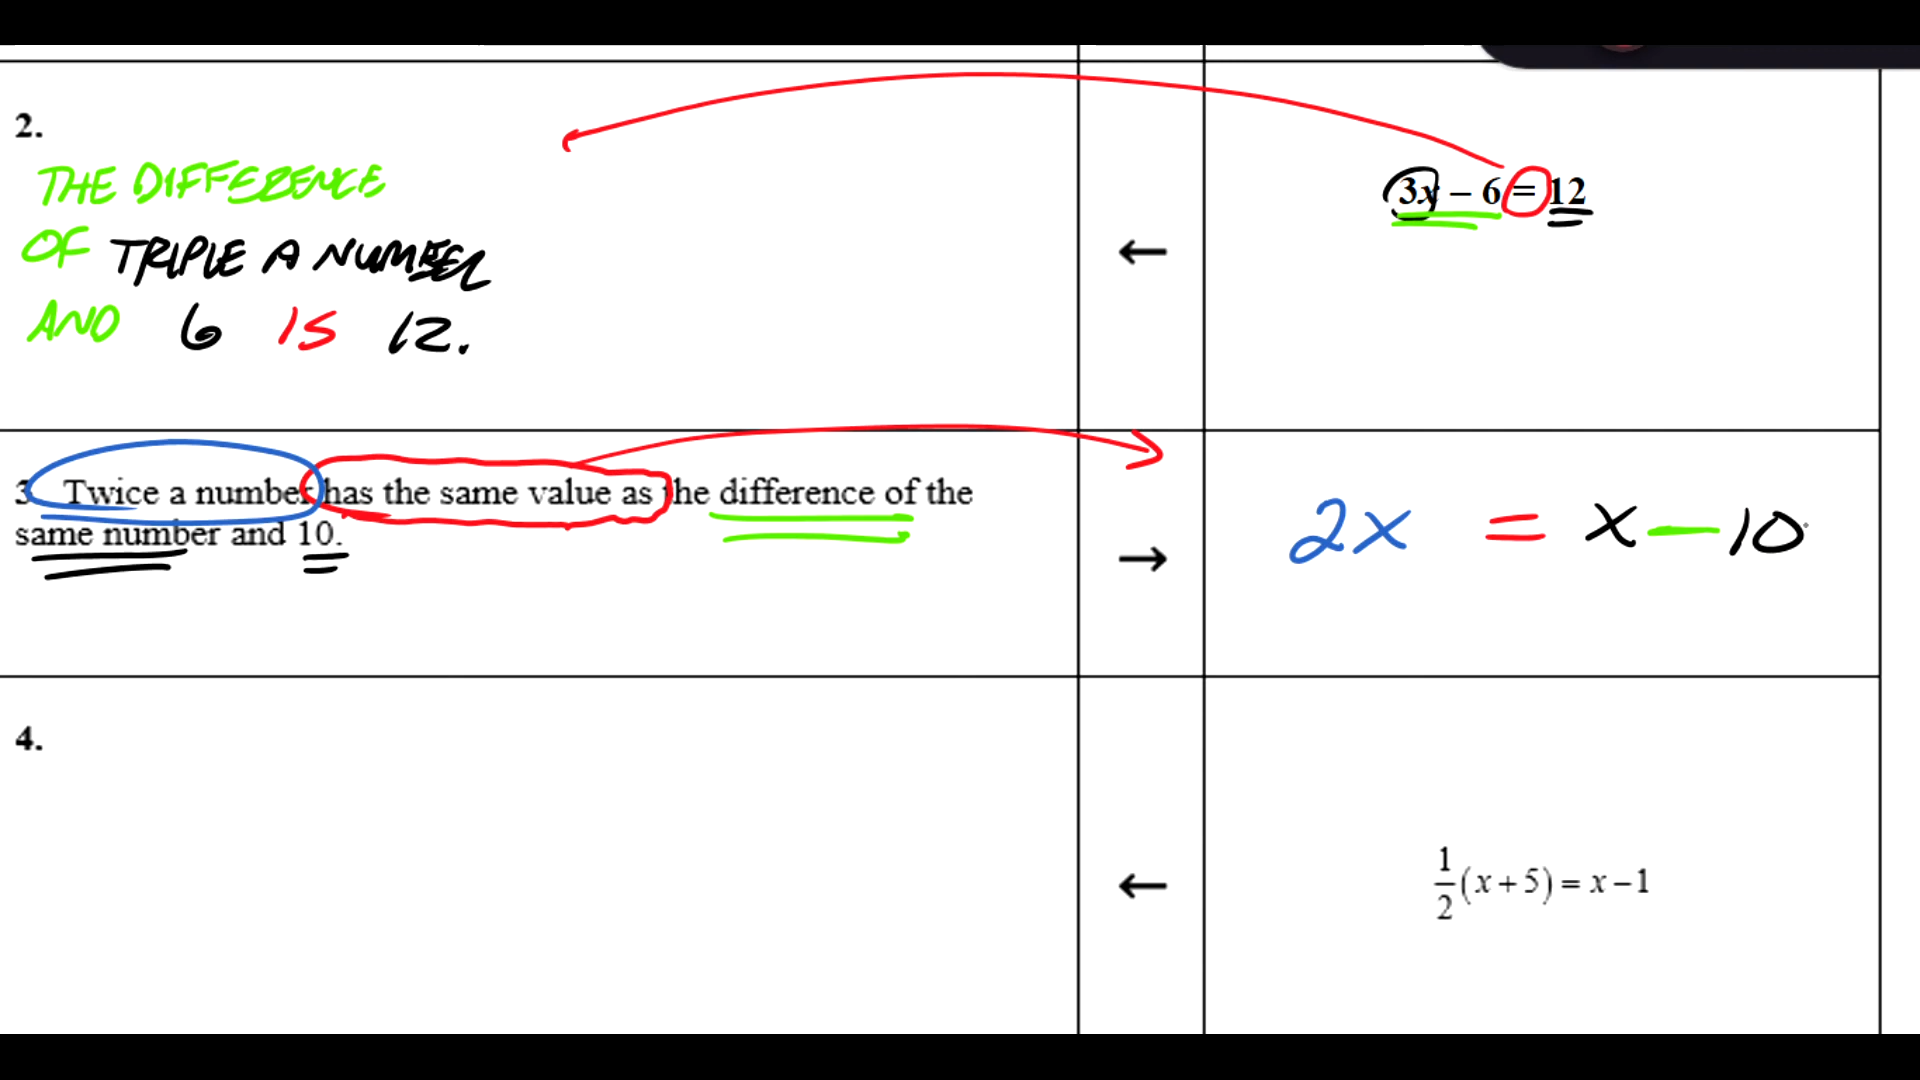 2.
THE DIFFERENCE
OF TRIPLE A NUMBER
AND 6 IS 12.
←
3x – 6 = 12
3. Twice a number has the same value as the difference of the
same number and 10.
→
2x = x – 10
4.
←
1/2 (x + 5) = x – 1